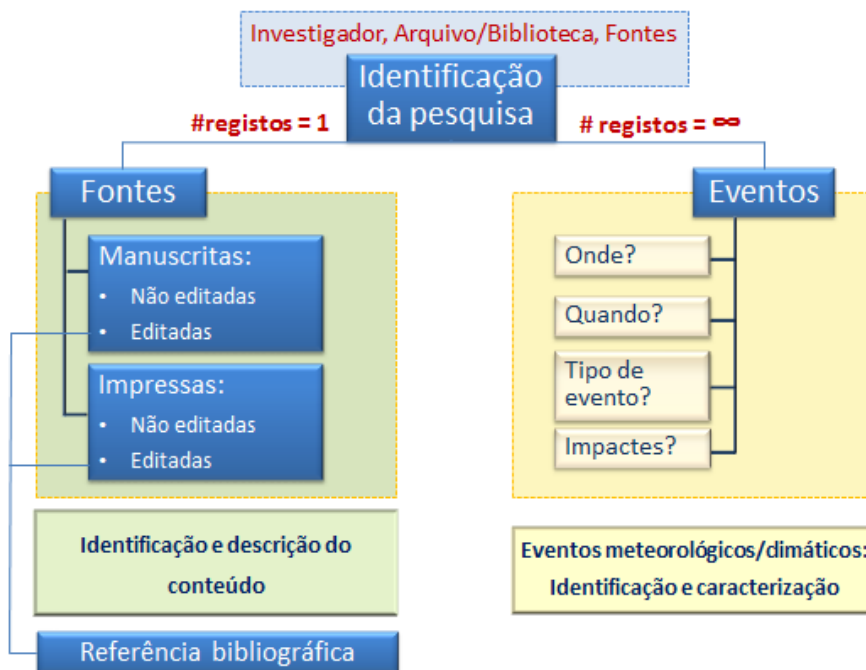 Investigador, Arquivo/Biblioteca, Fontes
Identificação
da pesquisa
#registos = 1
# registos = ∞
Fontes
Manuscritas:
• Não editadas
• Editadas
Impressas:
• Não editadas
• Editadas
Identificação e descrição do
conteúdo
Referência bibliográfica
Eventos
Onde?
Quando?
Tipo de
evento?
Impactes?
Eventos meteorológicos/dimáticos:
Identificação e caracterização